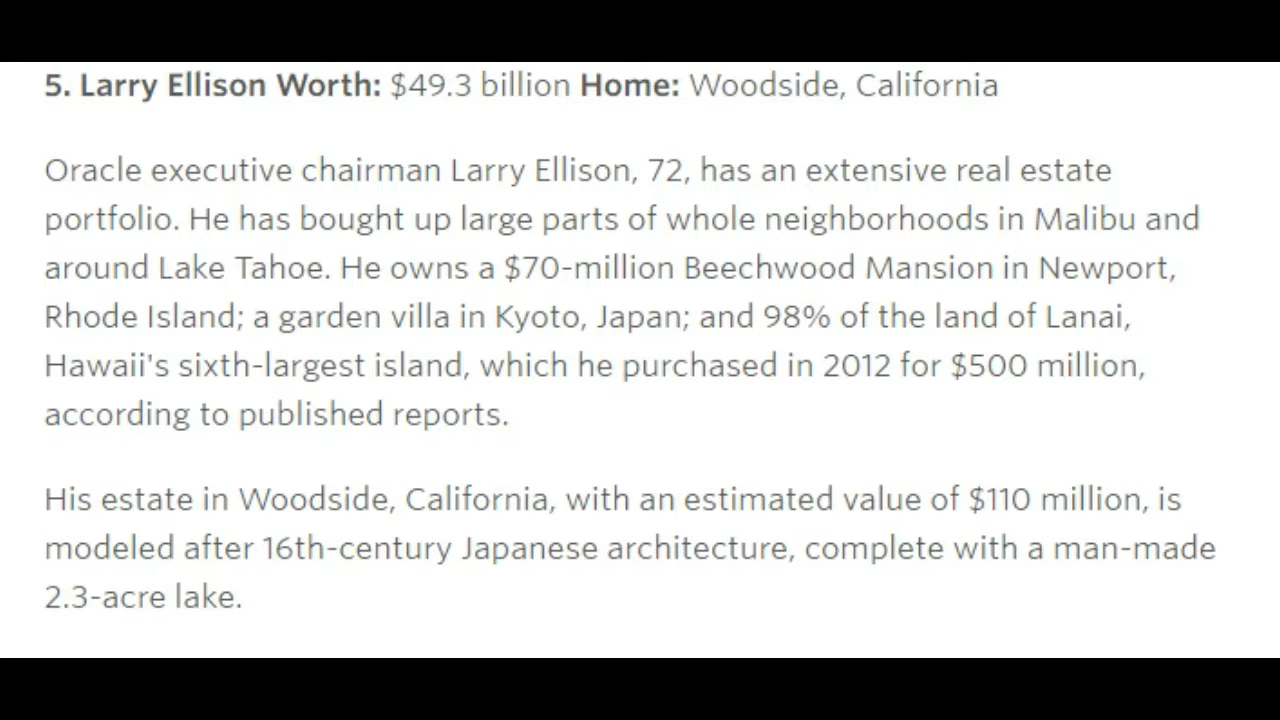 5. Larry Ellison Worth: $49.3 billion Home: Woodside, California
Oracle executive chairman Larry Ellison, 72, has an extensive real estate
portfolio. He has bought up large parts of whole neighborhoods in Malibu and
around Lake Tahoe. He owns a $70-million Beechwood Mansion in Newport,
Rhode Island; a garden villa in Kyoto, Japan; and 98% of the land of Lanai,
Hawaii's sixth-largest island, which he purchased in 2012 for $500 million,
according to published reports.
His estate in Woodside, California, with an estimated value of $110 million, is
modeled after 16th-century Japanese architecture, complete with a man-made
2.3-acre lake.